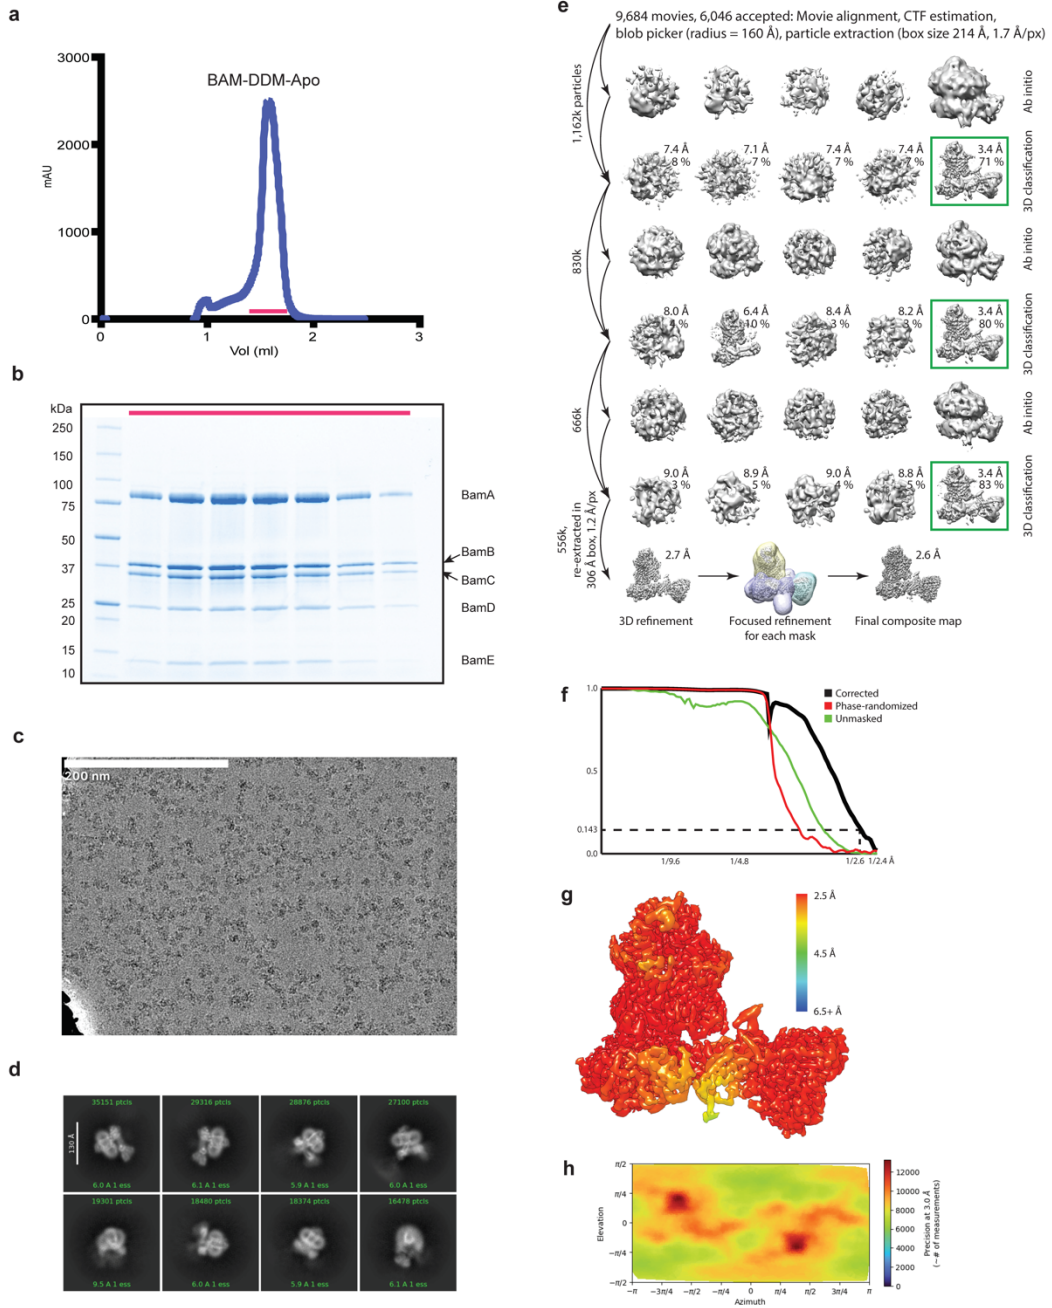 a
BAM-DDM-Apo
3000
2000
1000
0
mAU
0
1
2
3
Vol (ml)
b
kDa
250
150
100
75
50
37
25
20
15
10
BamA
BamB
BamC
BamD
BamE
c
200 nm
d
35151 ptcls
29316 ptcls
28876 ptcls
27100 ptcls
130 Å
6.0 A 1 ess
6.1 A 1 ess
5.9 A 1 ess
6.0 A 1 ess
19301 ptcls
18480 ptcls
18374 ptcls
16478 ptcls
9.5 A 1 ess
6.0 A 1 ess
5.9 A 1 ess
6.1 A 1 ess
e
9,684 movies, 6,046 accepted: Movie alignment, CTF estimation,
blob picker (radius = 160 Å), particle extraction (box size 214 Å, 1.7 Å/px)
1,162k particles
Ab initio
7.4 Å
8 %
7.1 Å
7 %
7.4 Å
7 %
7.4 Å
3.4 Å
71 %
3D classification
830k
Ab initio
8.0 Å
6.4 Å
10 %
8.4 Å
3 %
8.2 Å
3 %
3.4 Å
80 %
3D classification
666k
Ab initio
9.0 Å
3 %
8.9 Å
5 %
9.0 Å
4 %
8.8 Å
5 %
3.4 Å
83 %
3D classification
556k,
re-extracted in
306 Å box, 1.2 Å/px
2.7 Å
2.6 Å
3D refinement
Focused refinement
for each mask
Final composite map
f
1.0
0.5
0.143
0.0
1/9.6
1/4.8
1/2.6
1/2.4 Å
Corrected
Phase-randomized
Unmasked
g
2.5 Å
4.5 Å
6.5+ Å
h
π/2
π/4
0
−π/4
−π/2
Elevation
−π
−3π/4
−π/2
−π/4
0
π/4
π/2
3π/4
π
Azimuth
12000
10000
8000
6000
4000
2000
0
Precision at 3.0 Å
(~# of measurements)